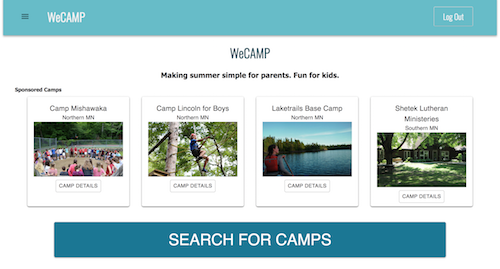 WeCAMP
Log Out
WeCAMP
Making summer simple for parents. Fun for kids.
Sponsored Camps
Camp Mishawaka
Northern MN
CAMP DETAILS
Camp Lincoln for Boys
Northern MN
CAMP DETAILS
Laketrails Base Camp
Northern MN
CAMP DETAILS
Shetek Lutheran
Ministeries
Southern MN
CAMP DETAILS
SEARCH FOR CAMPS